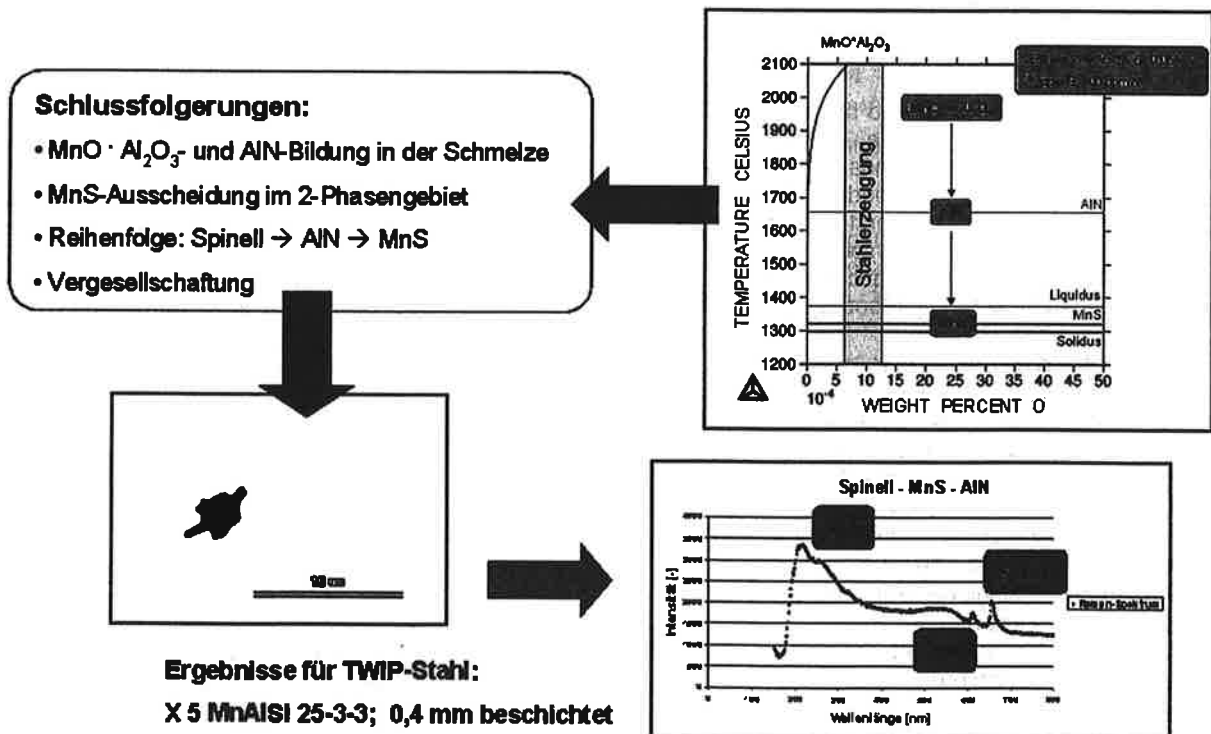 Schlussfolgerungen:
• MnO · Al₂O₃- und AlN-Bildung in der Schmelze
• MnS-Ausscheidung im 2-Phasengebiet
• Reihenfolge: Spinell → AlN → MnS
• Vergesellschaftung
MnO*Al₂O₃
2100
2000
1900
1800
1700
1600
1500
1400
1300
1200
TEMPERATURE CELSIUS
Stahlerzeugung
AlN
Liquidus
MnS
Solidus
0 5 10 15 20 25 30 35 40 45 50
10⁻⁴
WEIGHT PERCENT O
Ergebnisse für TWIP-Stahl:
X 5 MnAlSi 25-3-3; 0,4 mm beschichtet
Spinell - MnS - AlN
Intensität [-]
Raman-Spektrum
Wellenlänge [nm]